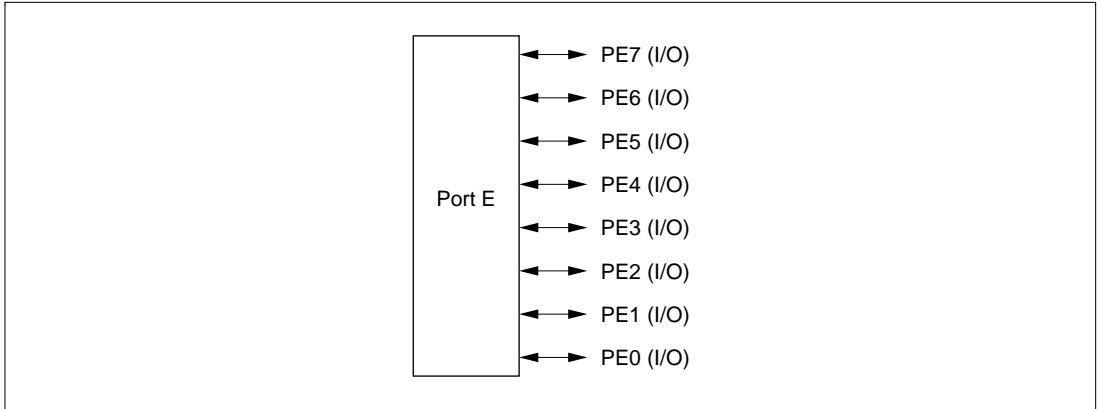 PE7 (I/O)
PE6 (I/O)
PE5 (I/O)
PE4 (I/O)
Port E
PE3 (I/O)
PE2 (I/O)
PE1 (I/O)
PE0 (I/O)